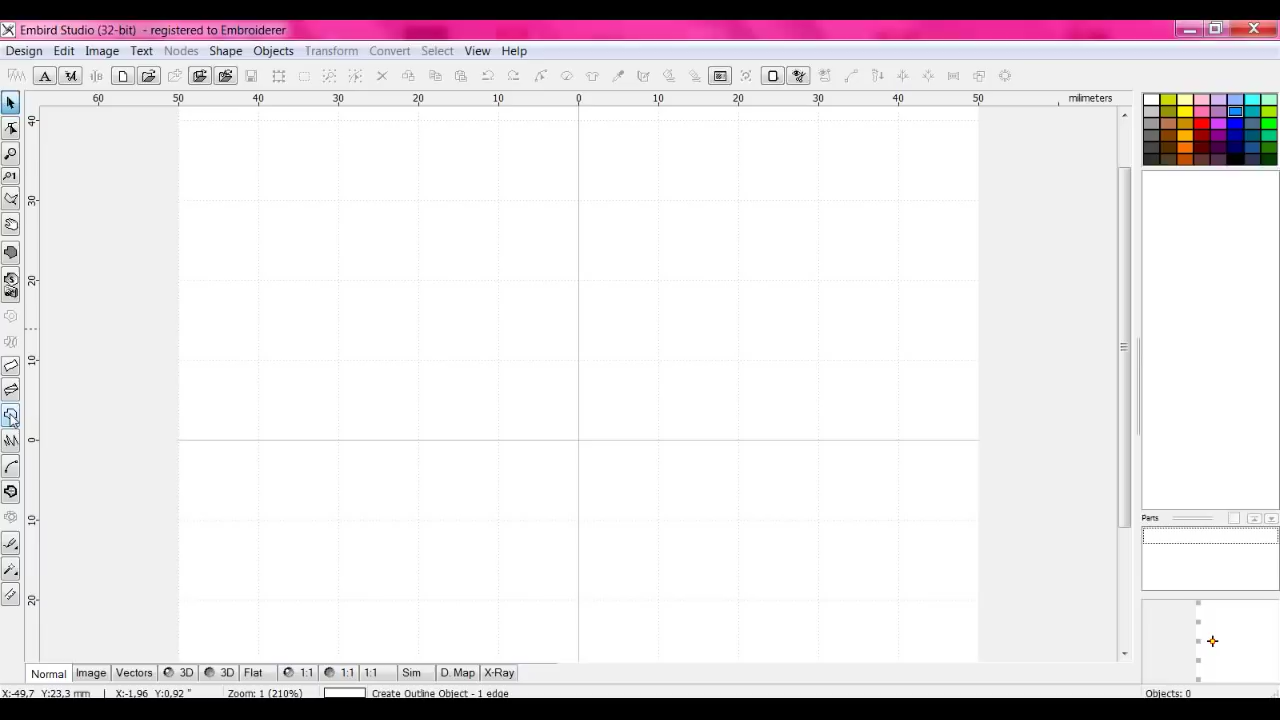 Embird Studio (32-bit) - registered to Embroiderer
Design Edit Image Text Nodes Shape Objects Transform Convert Select View Help
60 50 40 30 20 10 0 10 20 30 40 50 milimeters
40
30
20
10
0
10
20
Parts
Normal Image Vectors 3D 3D Flat 1:1 1:1 1:1 Sim D. Map X-Ray
X:-49,7 Y:23,3 mm | X:-1,96 Y:0,92 " Zoom: 1 (210%) Create Outline Object - 1 edge Objects: 0